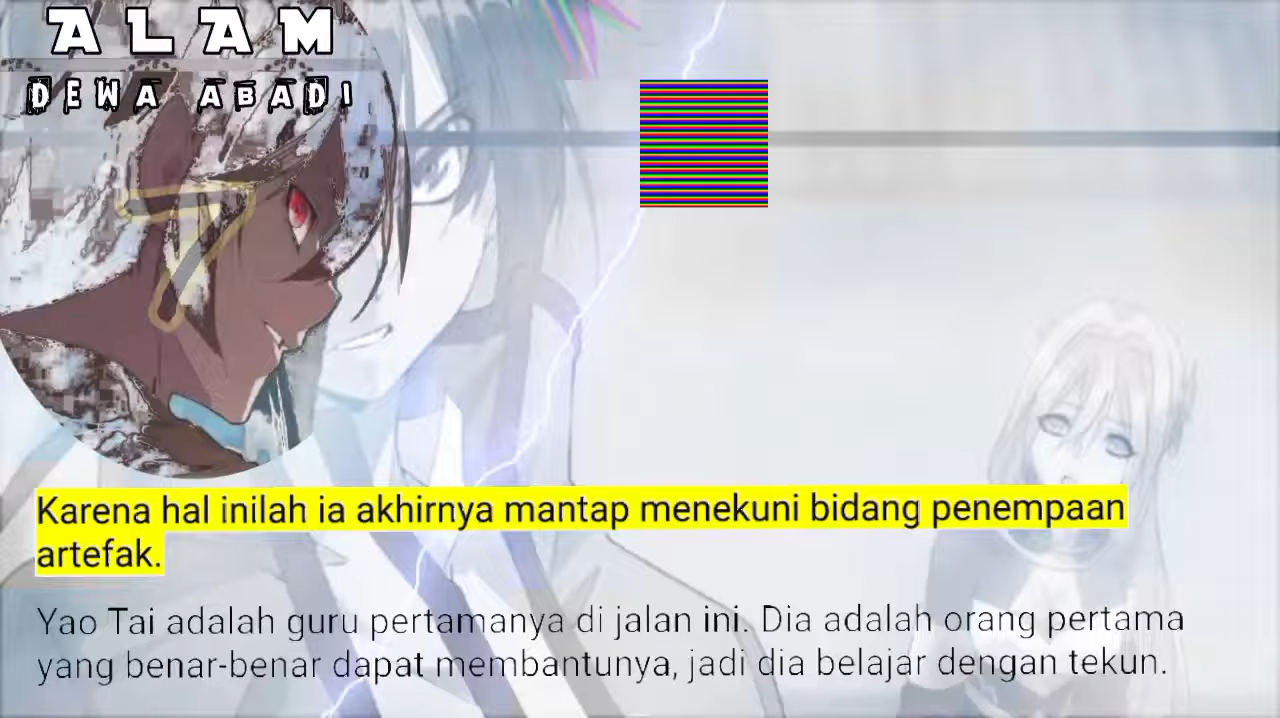 ALAM
DEWA ABADI
7
Karena hal inilah ia akhirnya mantap menekuni bidang penempaan
artefak.
Yao Tai adalah guru pertamanya di jalan ini. Dia adalah orang pertama
yang benar-benar dapat membantunya, jadi dia belajar dengan tekun.